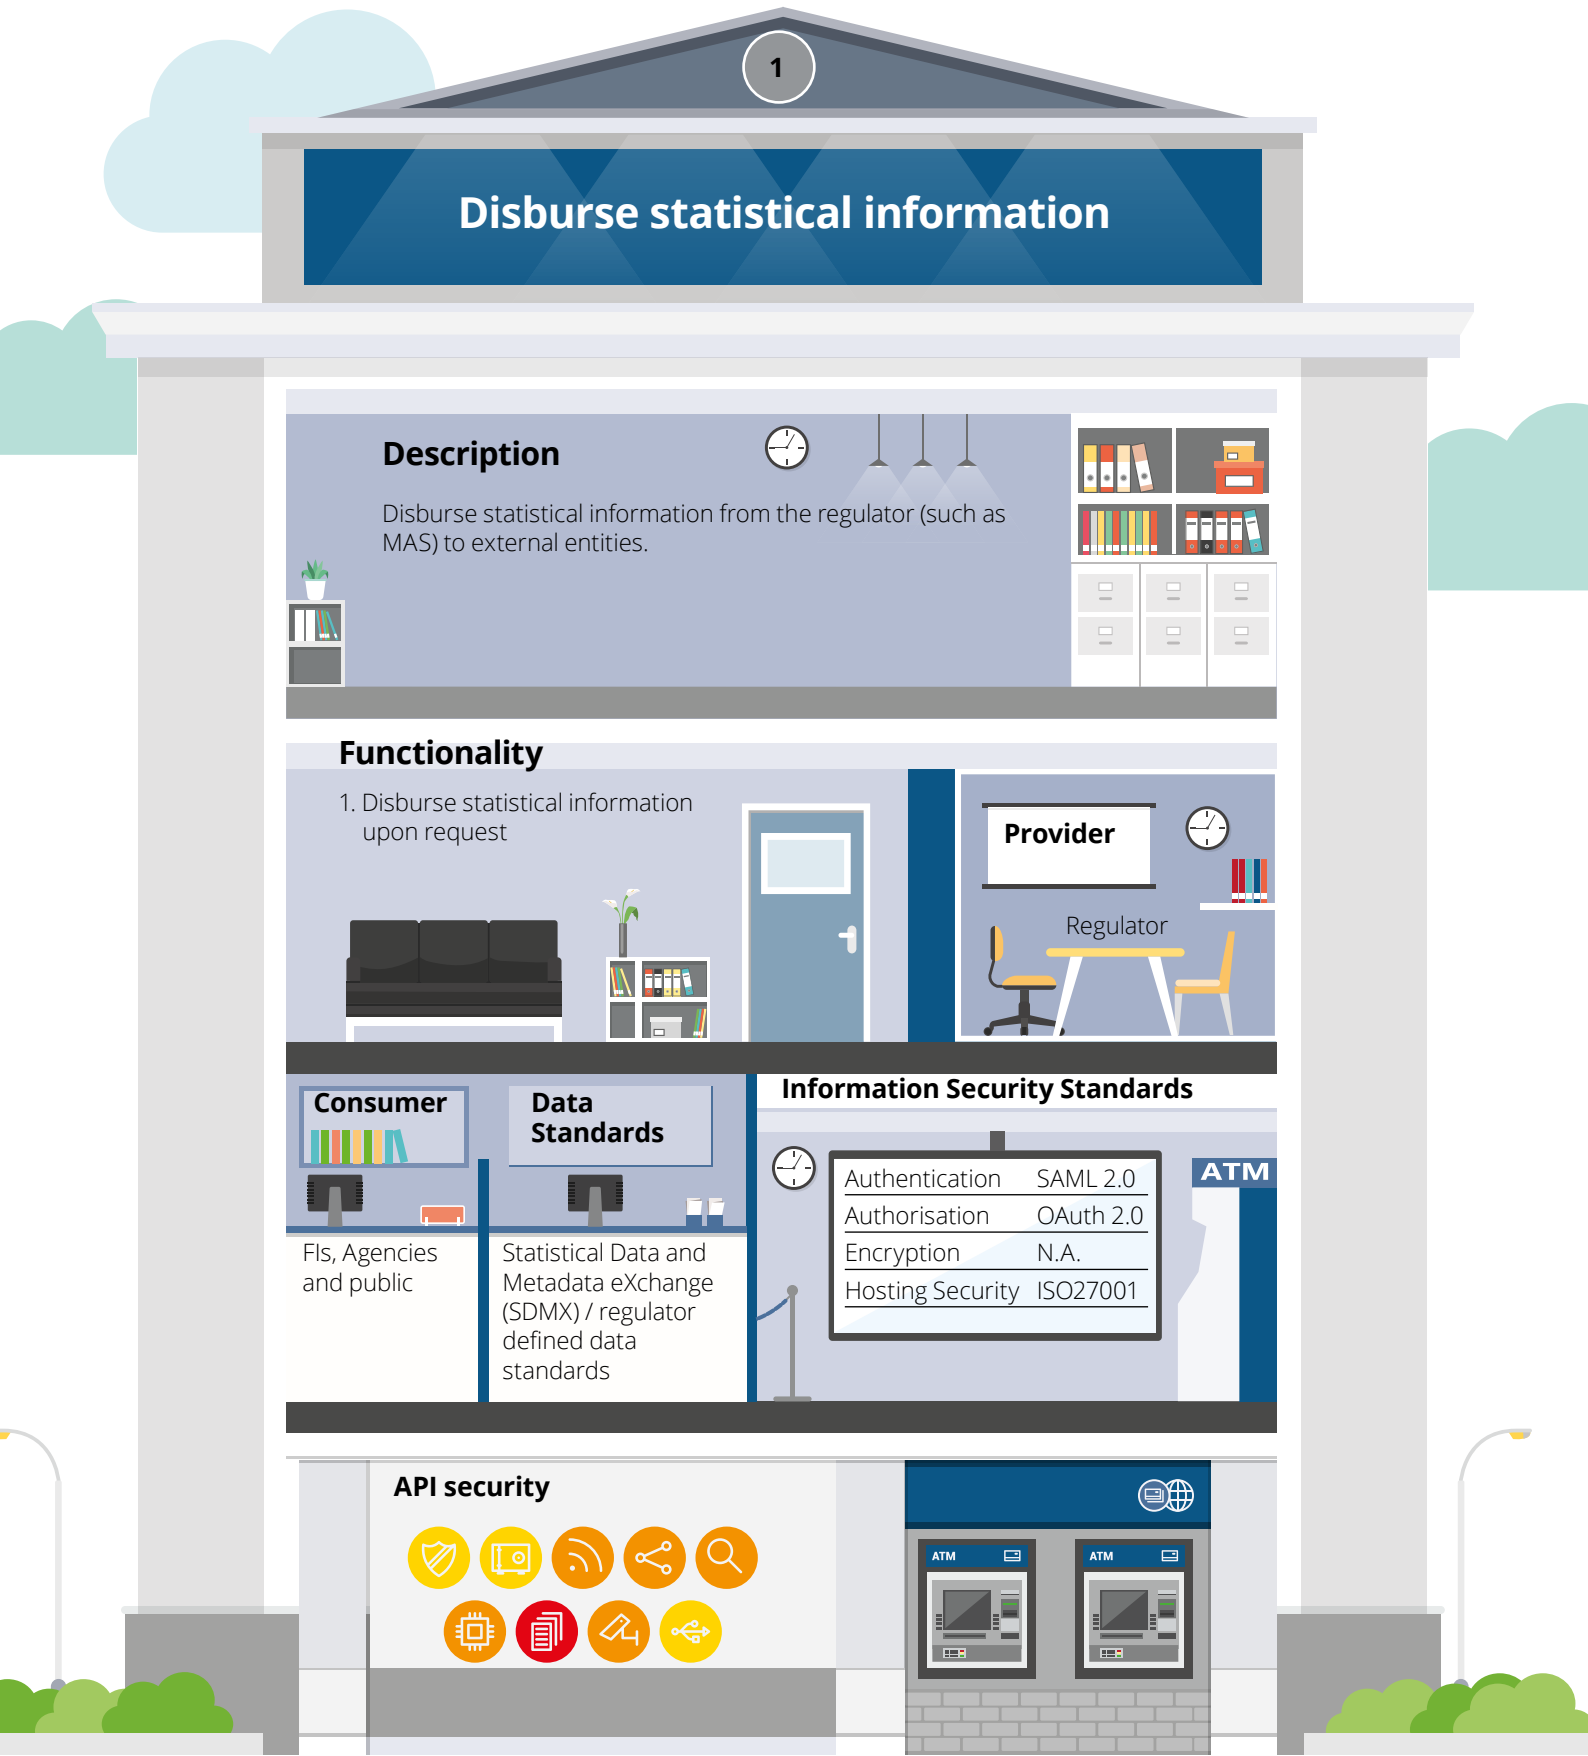 1
Disburse statistical information
Description
Disburse statistical information from the regulator (such as
MAS) to external entities.
Functionality
1. Disburse statistical information
upon request
Provider
Regulator
Consumer
FIs, Agencies
and public
Data
Standards
Statistical Data and
Metadata eXchange
(SDMX) / regulator
defined data
standards
Information Security Standards
Authentication SAML 2.0
Authorisation OAuth 2.0
Encryption N.A.
Hosting Security ISO27001
ATM
API security
ATM
ATM